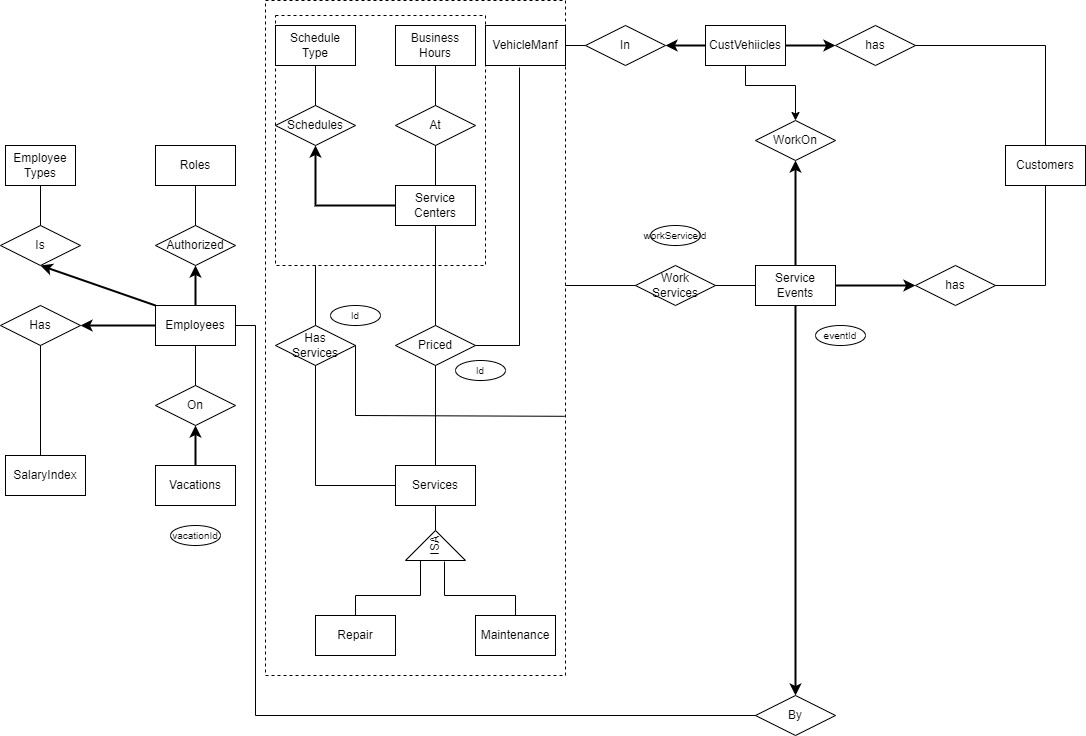 Schedule
Type
Business
Hours
VehicleManf
In
CustVehiicles
has
Schedules
At
WorkOn
Employee
Types
Roles
Customers
Service
Centers
Is
Authorized
workServiceId
Work
Services
Service
Events
has
Has
Employees
Id
Has
Services
Priced
eventId
Id
On
SalaryIndex
Vacations
Services
vacationId
ISA
Repair
Maintenance
By